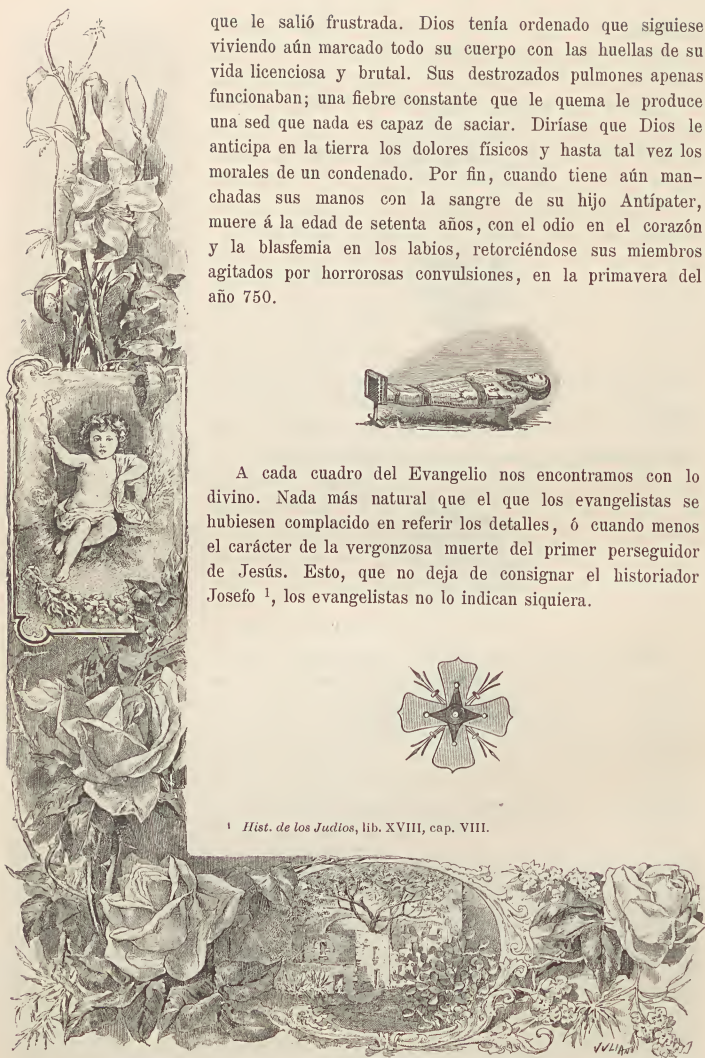 que le salió frustrada. Dios tenía ordenado que siguiese
viviendo aún marcado todo su cuerpo con las huellas de su
vida licenciosa y brutal. Sus destrozados pulmones apenas
funcionaban; una fiebre constante que le quema le produce
una sed que nada es capaz de saciar. Diríase que Dios le
anticipa en la tierra los dolores físicos y hasta tal vez los
morales de un condenado. Por fin, cuando tiene aún man-
chadas sus manos con la sangre de su hijo Antípater,
muere á la edad de setenta años, con el odio en el corazón
y la blasfemia en los labios, retorciéndose sus miembros
agitados por horrorosas convulsiones, en la primavera del
año 750.
A cada cuadro del Evangelio nos encontramos con lo
divino. Nada más natural que el que los evangelistas se
hubiesen complacido en referir los detalles, ó cuando menos
el carácter de la vergonzosa muerte del primer perseguidor
de Jesús. Esto, que no deja de consignar el historiador
Josefo 1, los evangelistas no lo indican siquiera.
1 Hist. de los Judíos, lib. XVIII, cap. VIII.